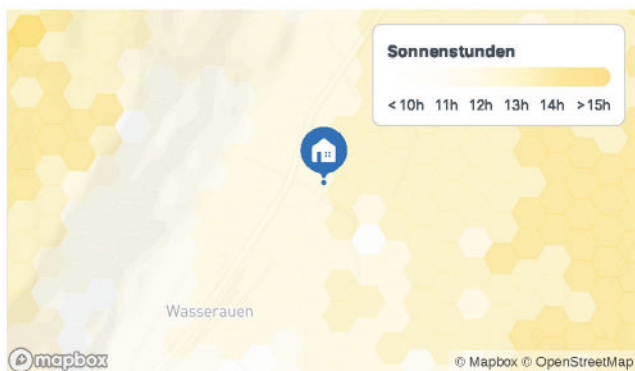 Sonnenstunden
< 10h 11h 12h 13h 14h > 15h
Wasserauen
mapbox
© Mapbox © OpenStreetMap